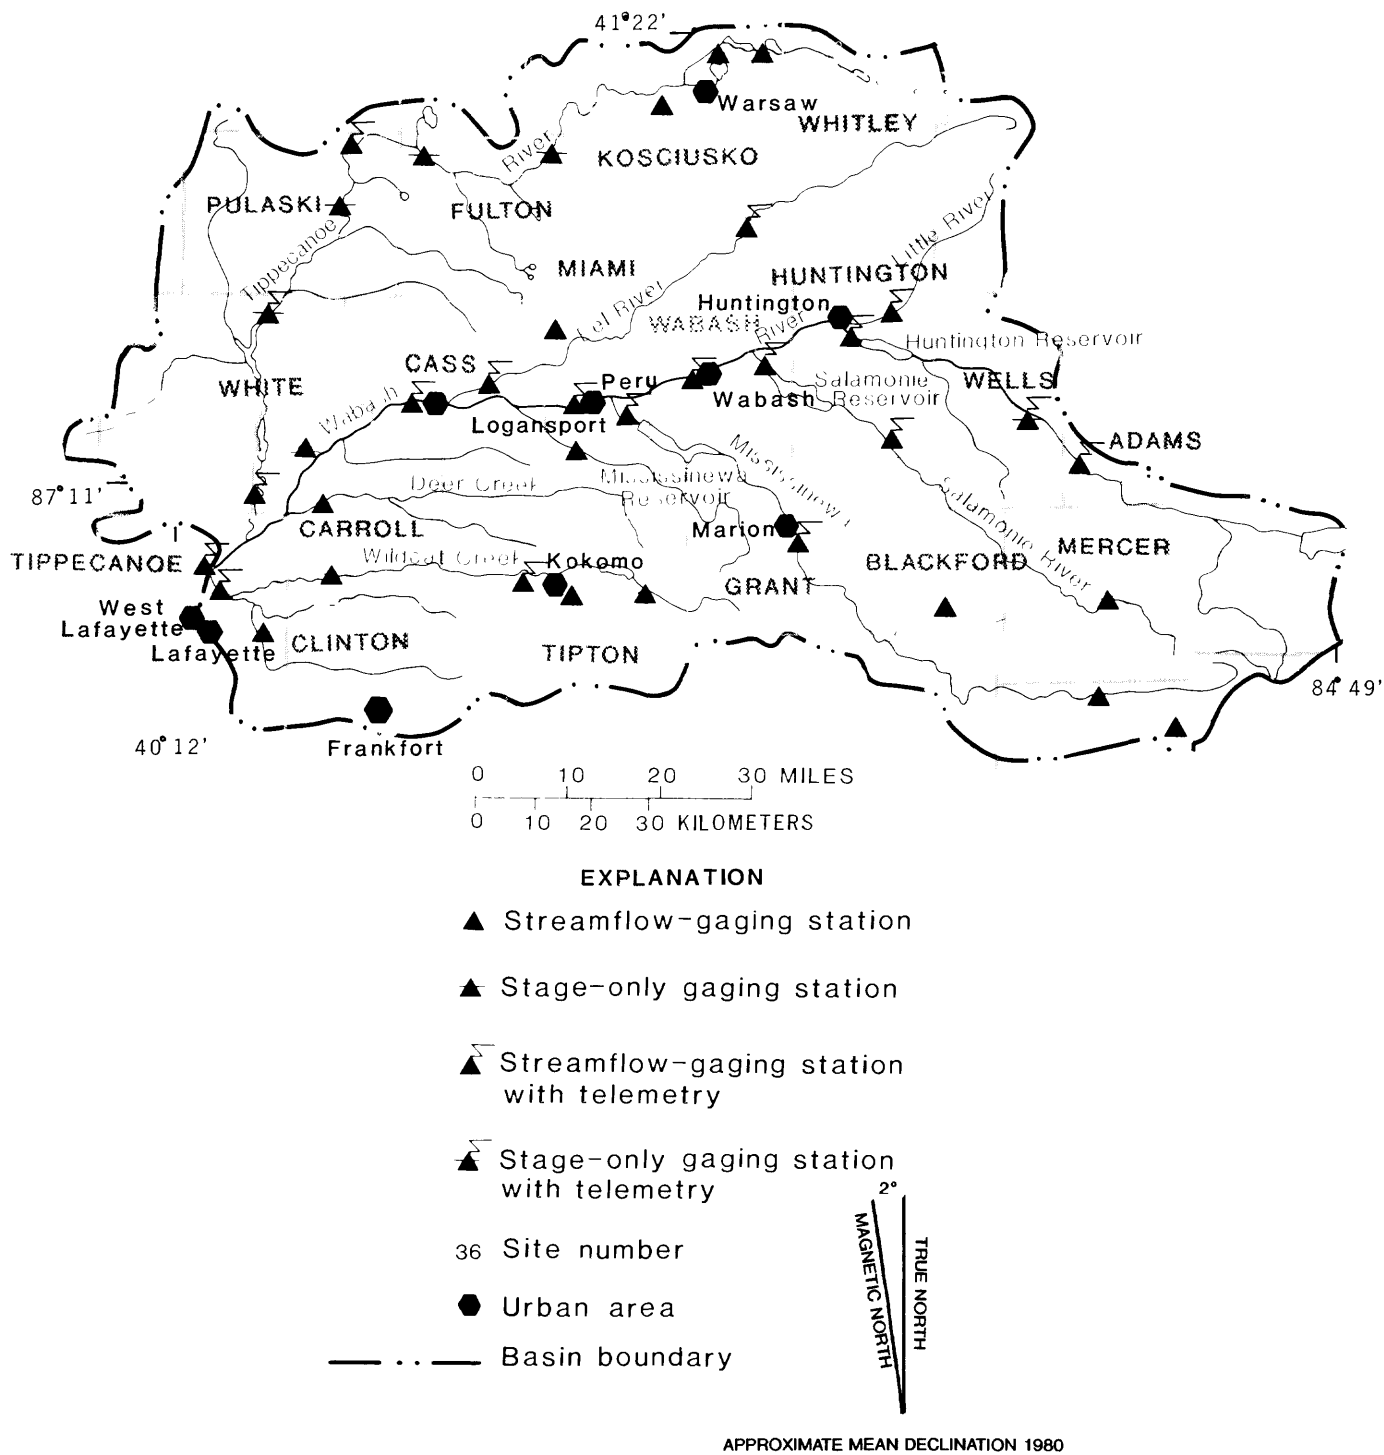 41°22'
Warsaw
WHITLEY
River
KOSCIUSKO
PULASKI
FULTON
Tippecanoe
Little River
MIAMI
HUNTINGTON
Eel River
Huntington
WABASH
River
Huntington Reservoir
CASS
Peru
Salamonie
Reservoir
WELLS
WHITE
Wabash
Wabash
Logansport
ADAMS
Mississinewa
87°11'
Deer Creek
Mississinewa
Reservoir
Salamonie River
CARROLL
Marion
MERCER
TIPPECANOE
Wildcat Creek
Kokomo
BLACKFORD
GRANT
West
Lafayette
Lafayette
CLINTON
TIPTON
84°49'
40°12'
Frankfort
0 10 20 30 MILES
0 10 20 30 KILOMETERS
EXPLANATION
Streamflow-gaging station
Stage-only gaging station
Streamflow-gaging station
with telemetry
Stage-only gaging station
with telemetry
2°
MAGNETIC NORTH
TRUE NORTH
36 Site number
Urban area
Basin boundary
APPROXIMATE MEAN DECLINATION 1980